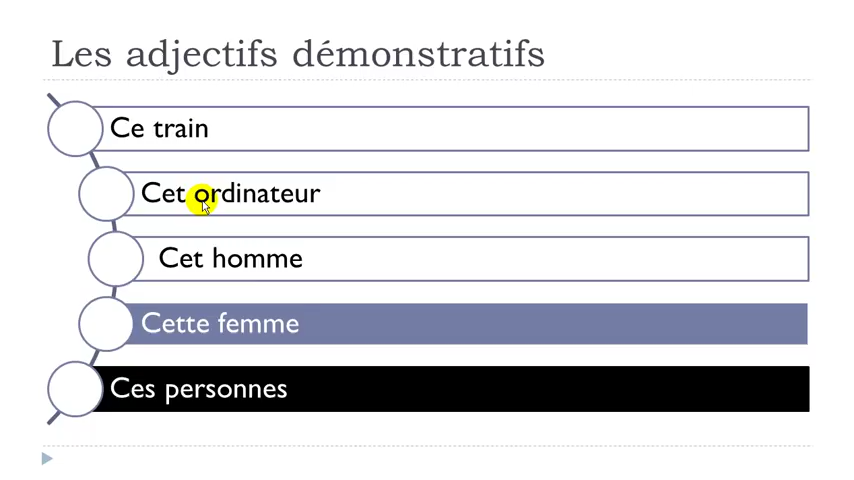 Les adjectifs démonstratifs
Ce train
Cet ordinateur
Cet homme
Cette femme
Ces personnes